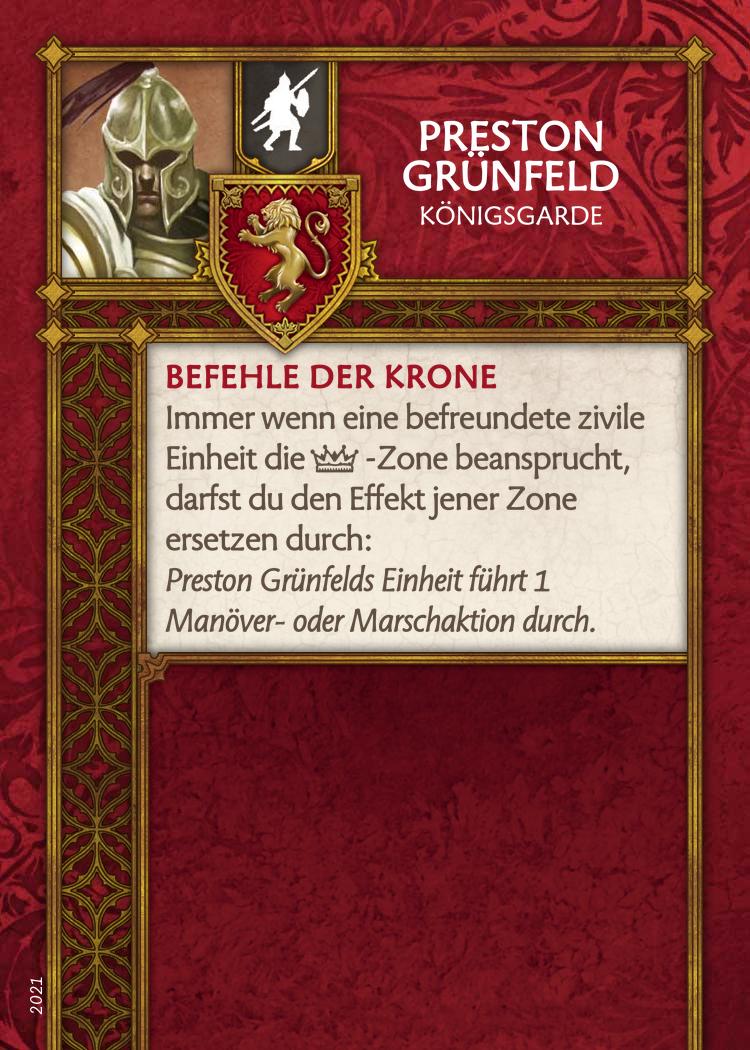 PRESTON
GRÜNFELD
KÖNIGSGARDE
BEFEHLE DER KRONE
Immer wenn eine befreundete zivile
Einheit die -Zone beansprucht,
darfst du den Effekt jener Zone
ersetzen durch:
Preston Grünfelds Einheit führt 1
Manöver- oder Marschaktion durch.
2021